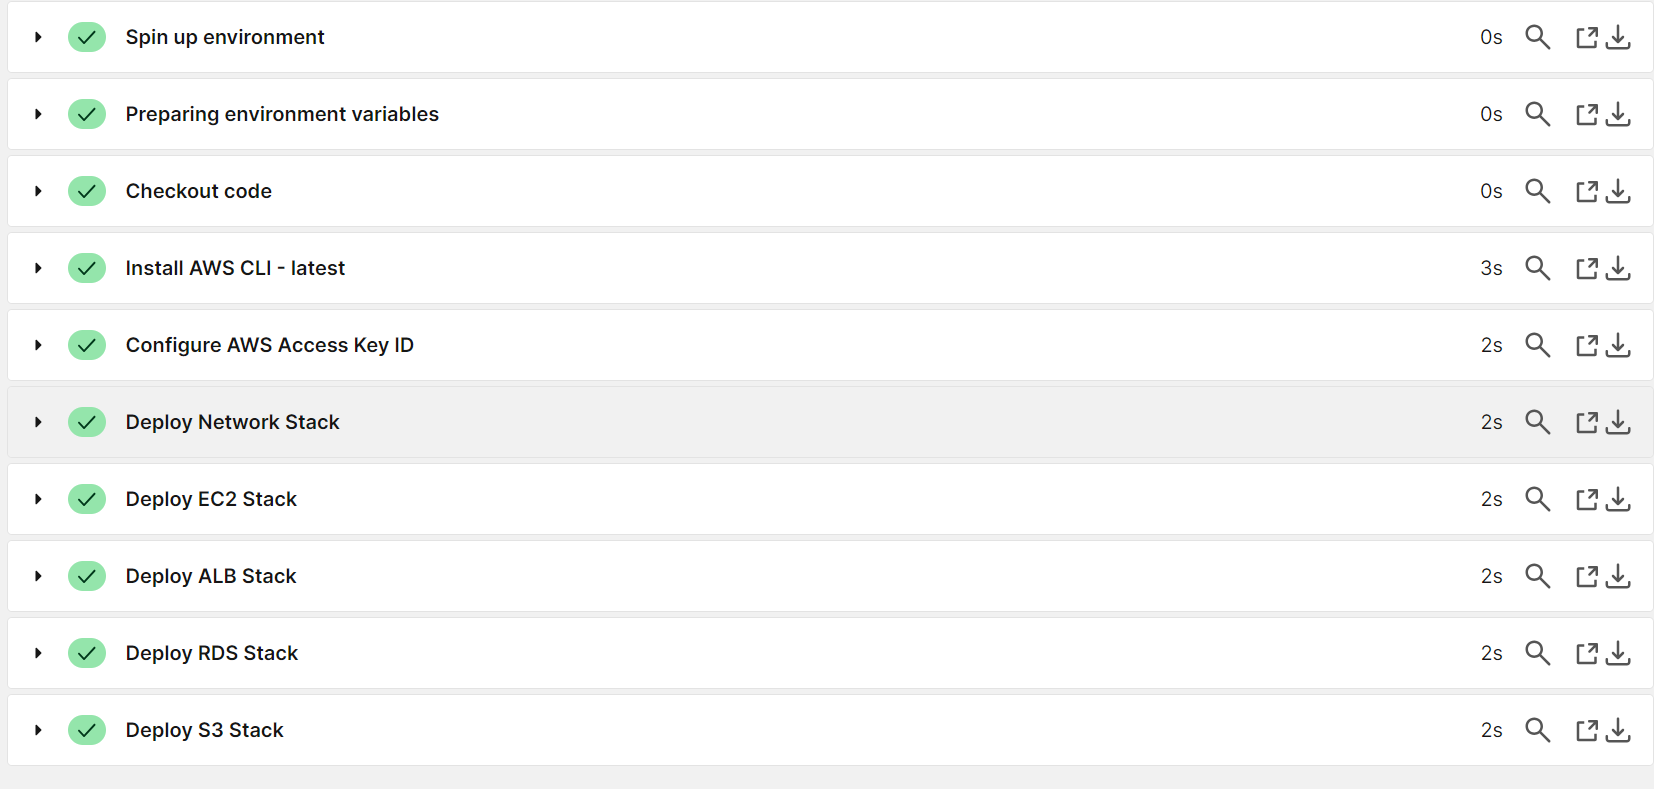 Spin up environment 0s
Preparing environment variables 0s
Checkout code 0s
Install AWS CLI - latest 3s
Configure AWS Access Key ID 2s
Deploy Network Stack 2s
Deploy EC2 Stack 2s
Deploy ALB Stack 2s
Deploy RDS Stack 2s
Deploy S3 Stack 2s